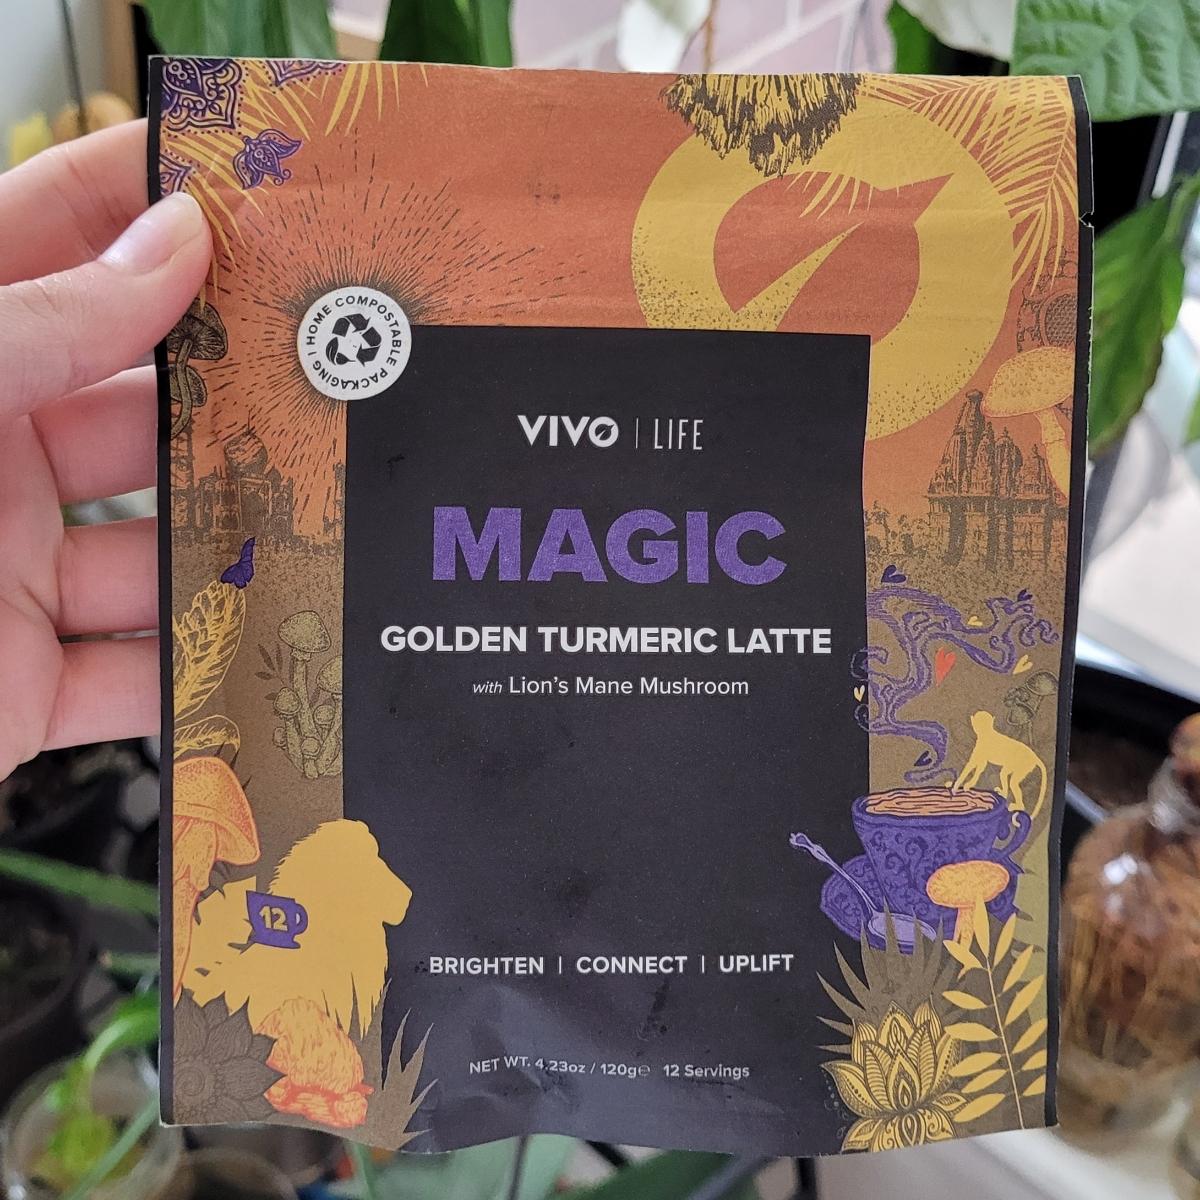 HOME COMPOSTABLE PACKAGING |
VIVO | LIFE
MAGIC
GOLDEN TURMERIC LATTE
with Lion's Mane Mushroom
12
BRIGHTEN | CONNECT | UPLIFT
NET WT. 4.23oz / 120g℮ 12 Servings